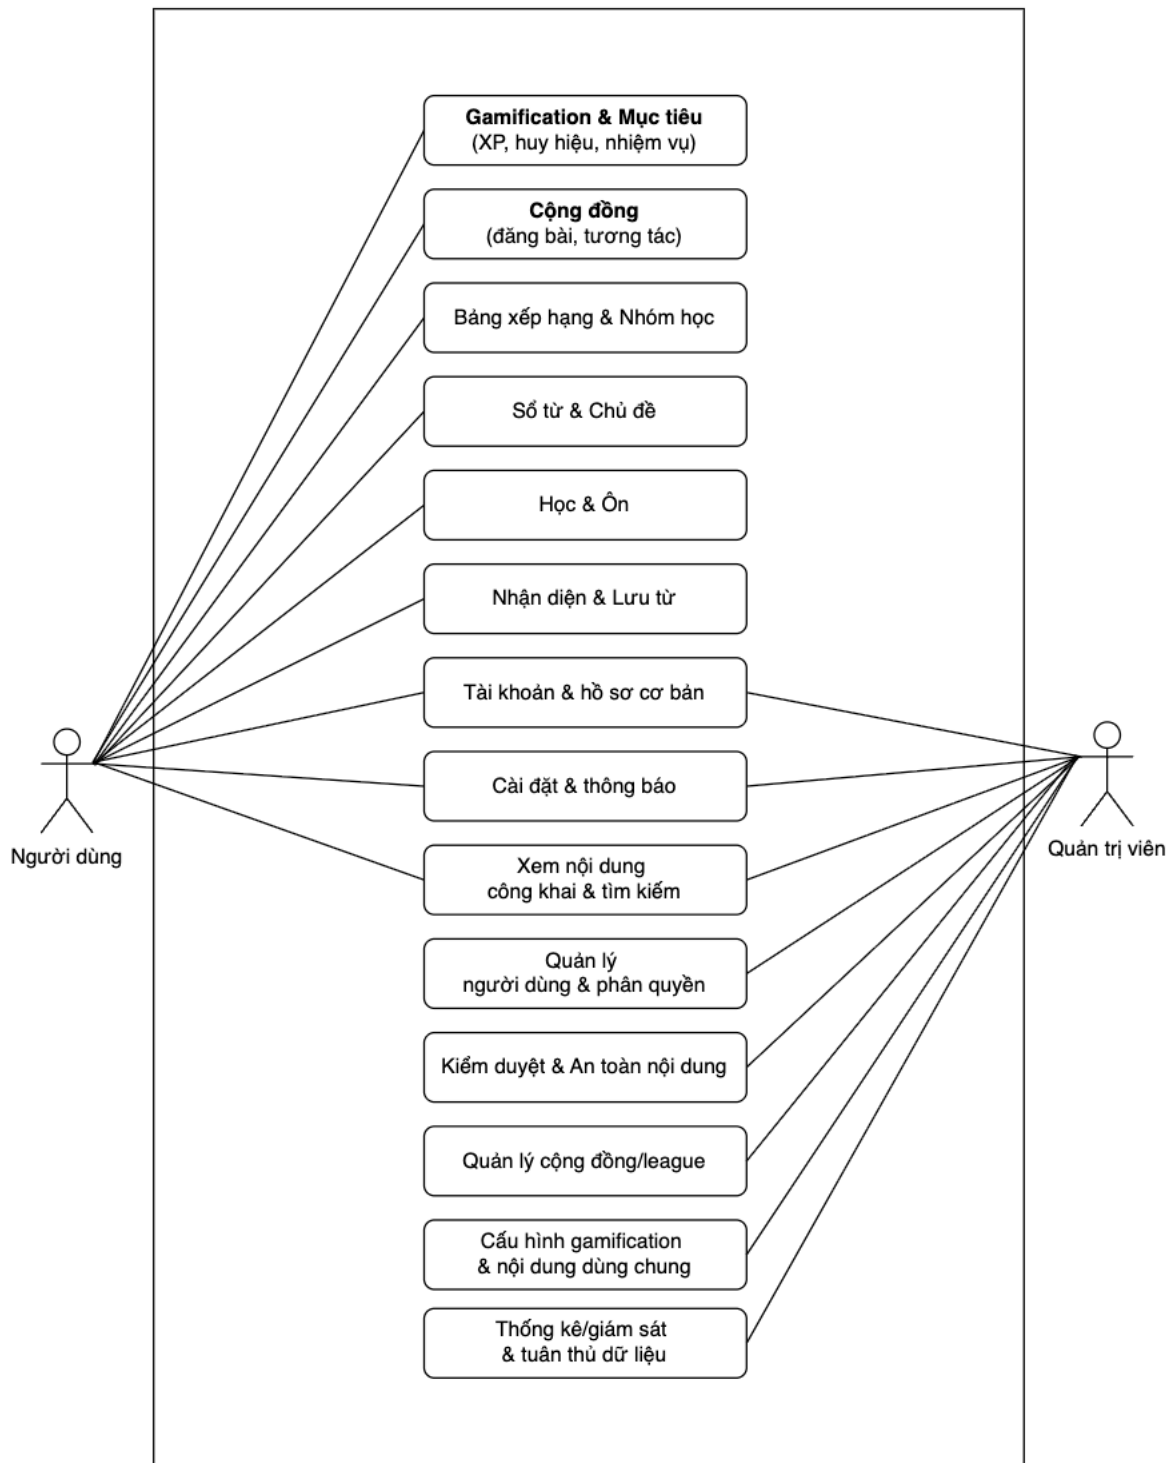 Gamification & Mục tiêu
(XP, huy hiệu, nhiệm vụ)
Cộng đồng
(đăng bài, tương tác)
Bảng xếp hạng & Nhóm học
Sổ từ & Chủ đề
Học & Ôn
Nhận diện & Lưu từ
Tài khoản & hồ sơ cơ bản
Cài đặt & thông báo
Người dùng
Quản trị viên
Xem nội dung
công khai & tìm kiếm
Quản lý
người dùng & phân quyền
Kiểm duyệt & An toàn nội dung
Quản lý cộng đồng/league
Cấu hình gamification
& nội dung dùng chung
Thống kê/giám sát
& tuân thủ dữ liệu